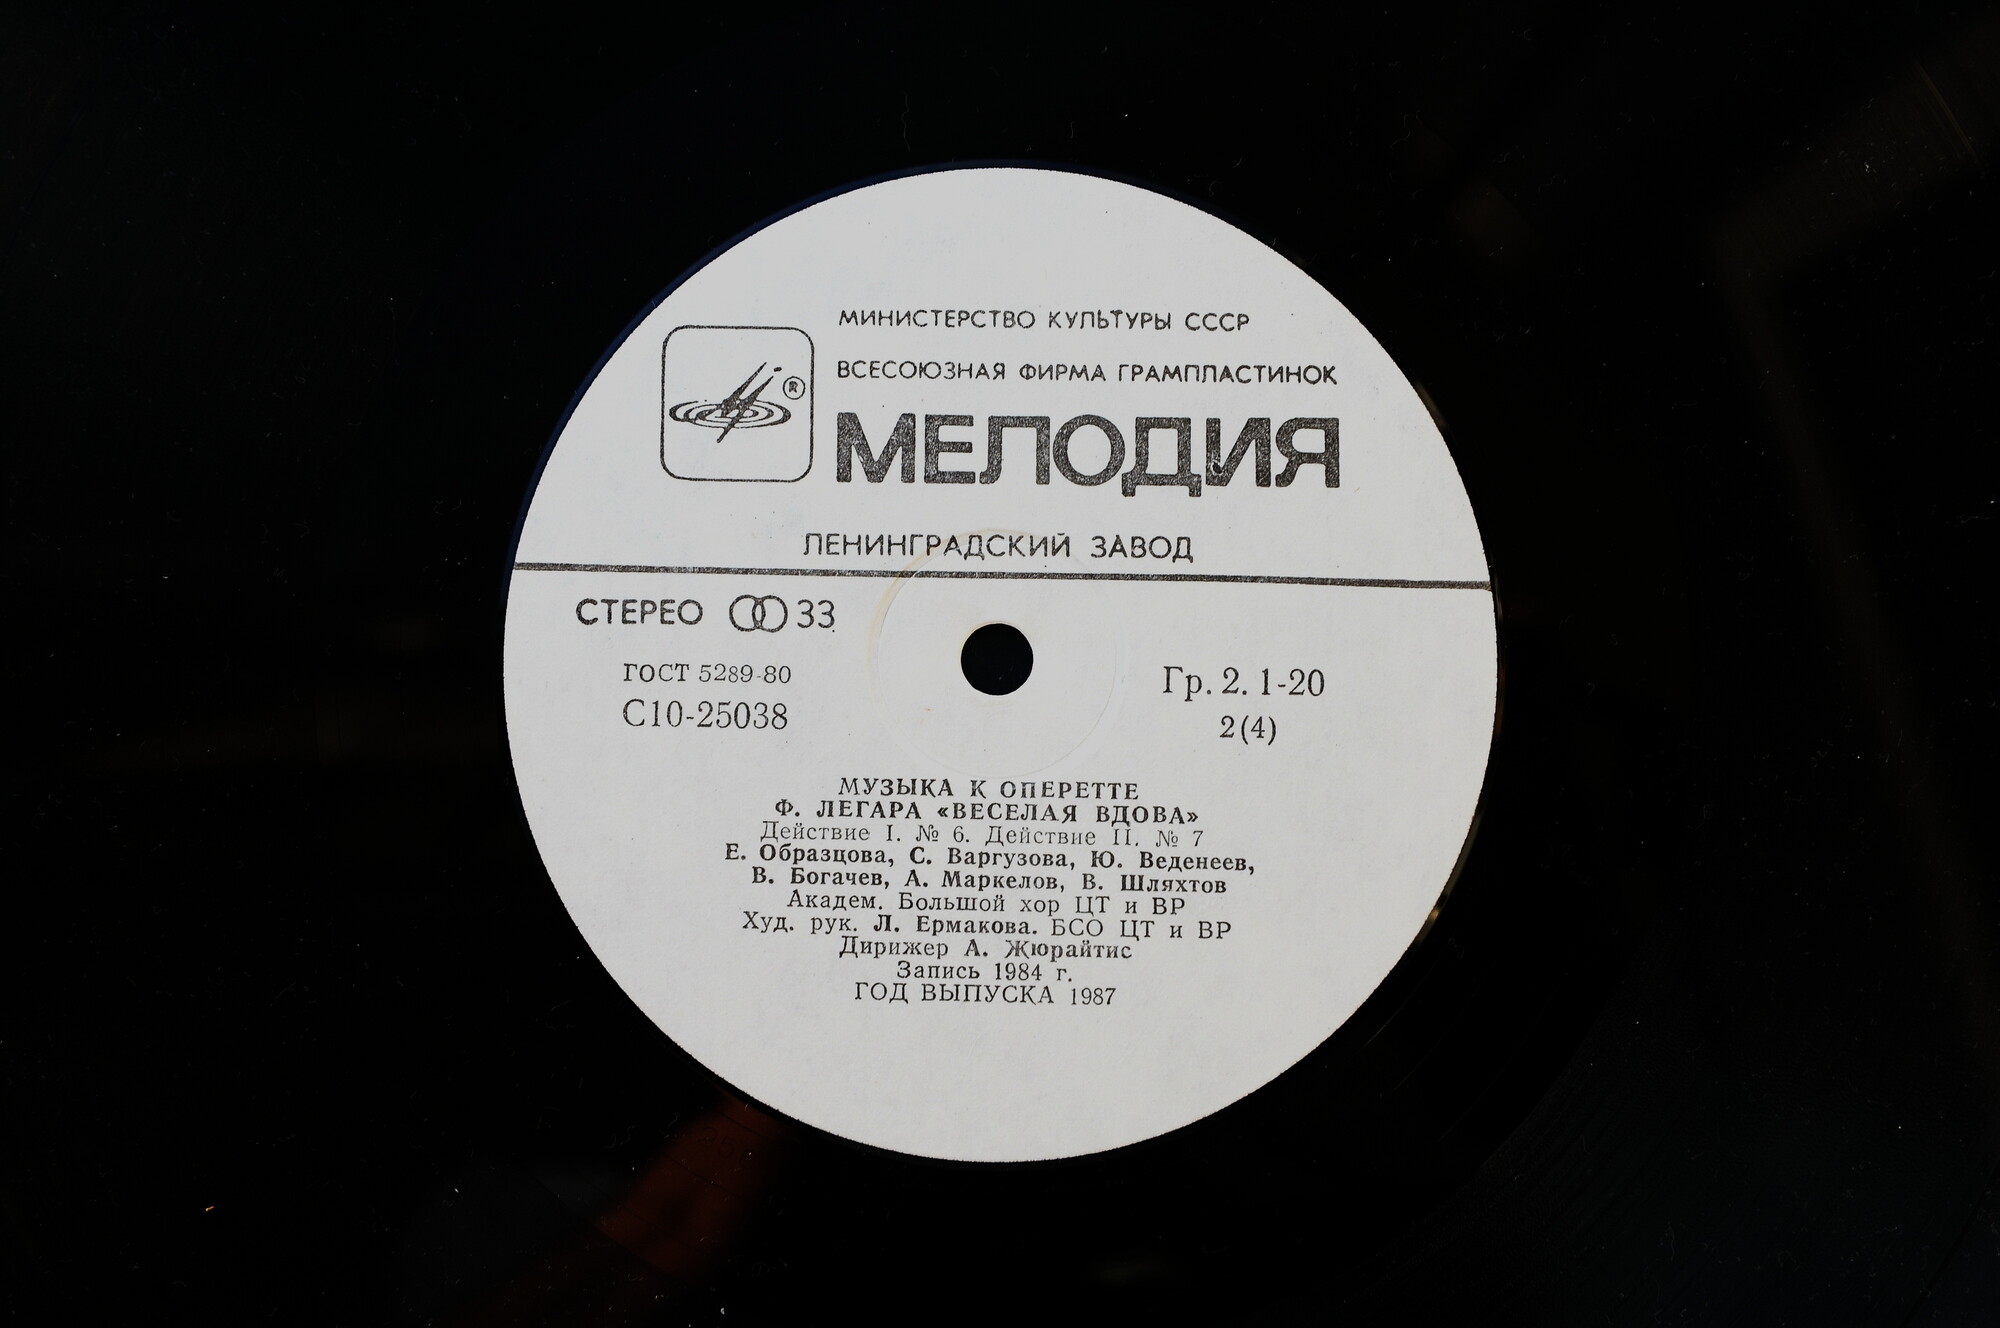 МИНИСТЕРСТВО КУЛЬТУРЫ СССР
ВСЕСОЮЗНАЯ ФИРМА ГРАМПЛАСТИНОК
®
МЕЛОДИЯ
ЛЕНИНГРАДСКИЙ ЗАВОД
СТЕРЕО 33
ГОСТ 5289-80
Гр. 2. 1-20
С10-25038
2(4)
МУЗЫКА К ОПЕРЕТТЕ
Ф. ЛЕГАРА «ВЕСЕЛАЯ ВДОВА»
Действие I. № 6. Действие II. № 7
Е. Образцова, С. Варгузова, Ю. Веденеев,
В. Богачев, А. Маркелов, В. Шляхтов
Академ. Большой хор ЦТ и ВР
Худ. рук. Л. Ермакова. БСО ЦТ и ВР
Дирижер А. Жюрайтис
Запись 1984 г.
ГОД ВЫПУСКА 1987